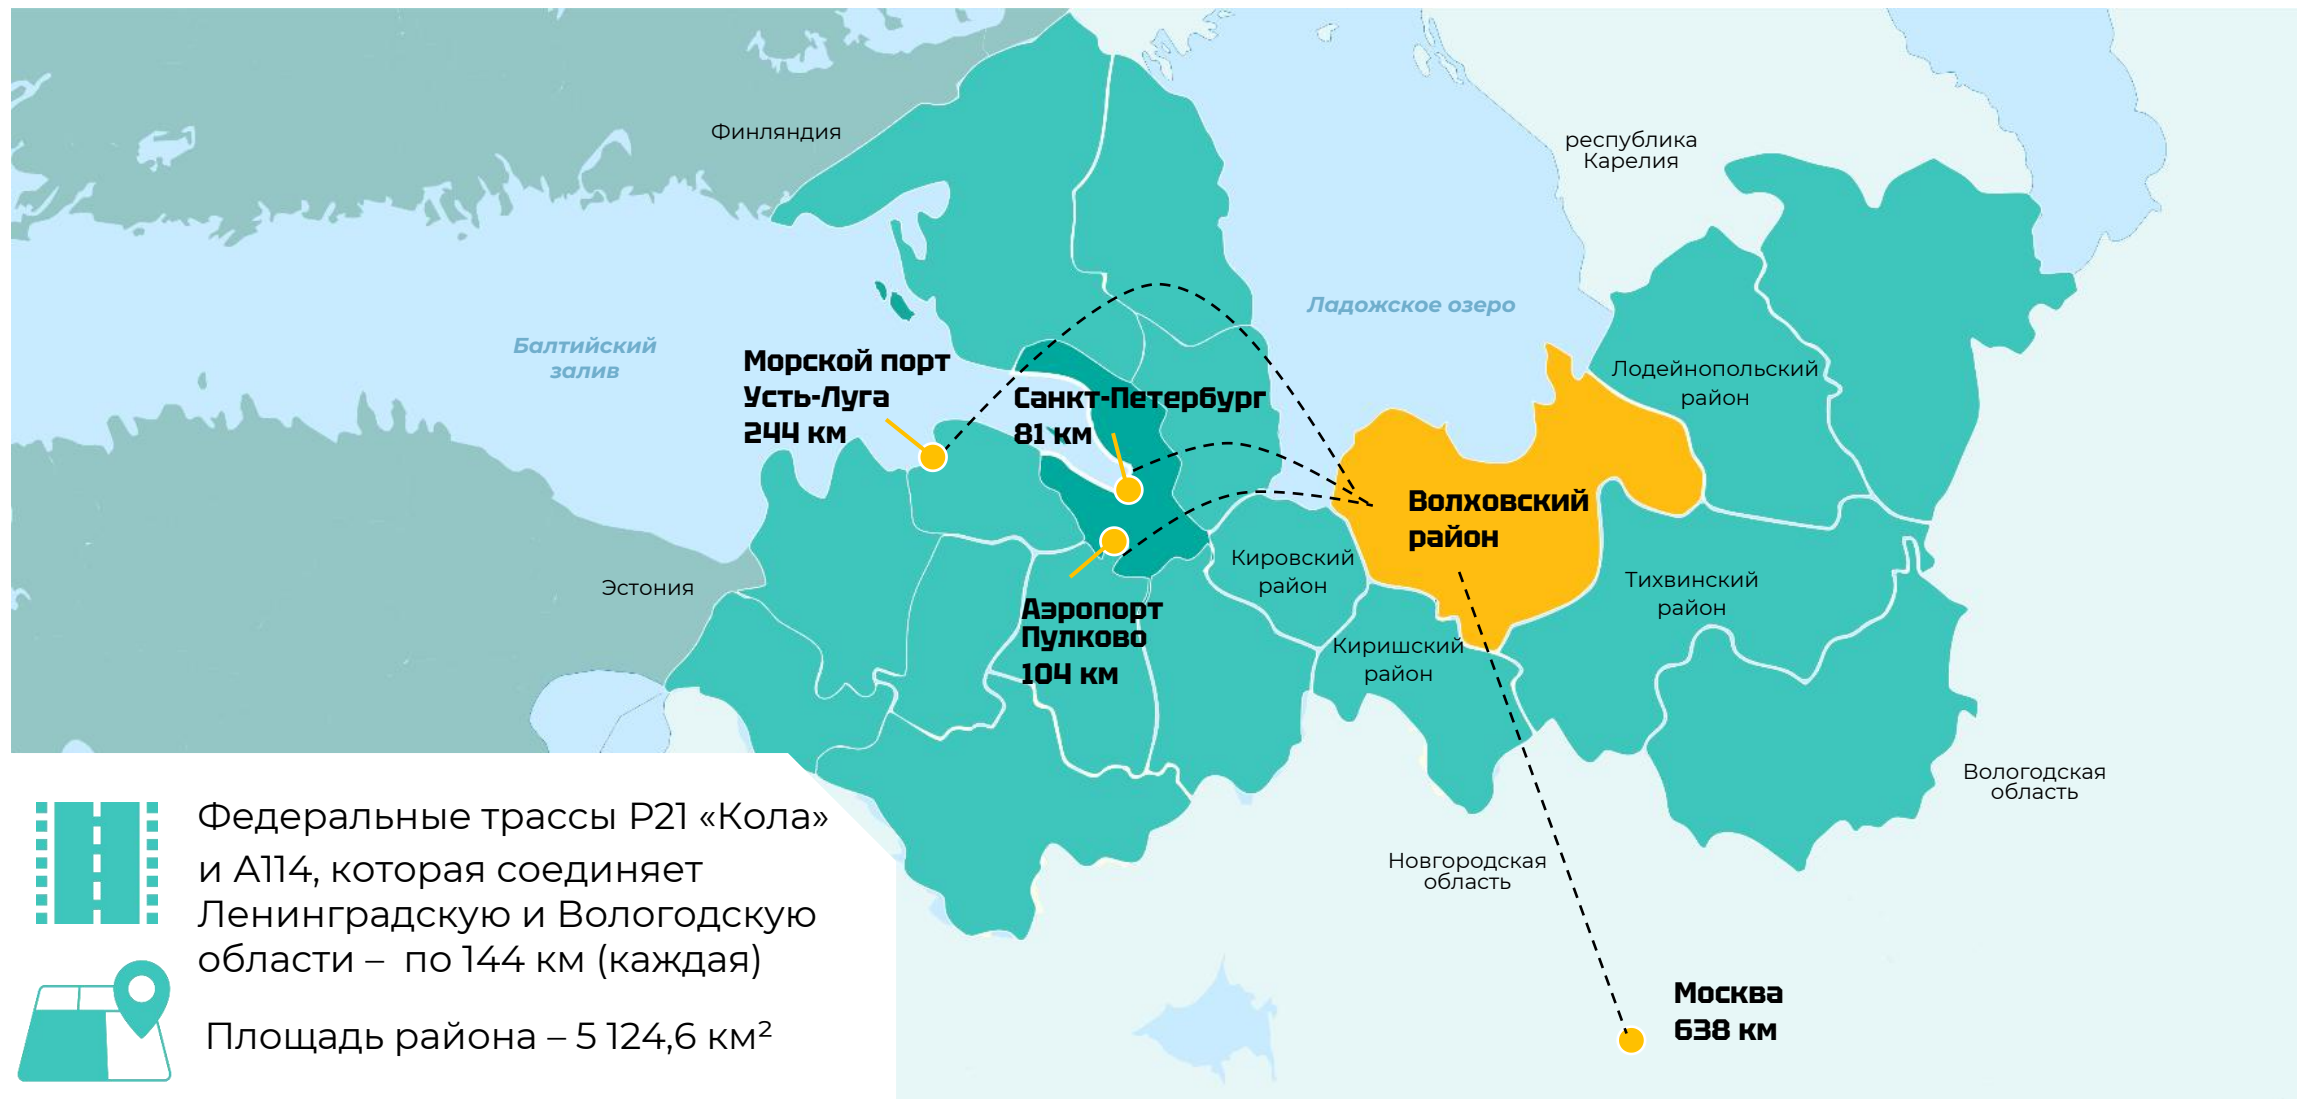 Финляндия
республика
Карелия
Ладожское озеро
Балтийский
залив
Морской порт
Усть-Луга
244 км
Санкт-Петербург
81 км
Лодейнопольский
район
Волховский
район
Кировский
район
Эстония
Тихвинский
район
Аэропорт
Пулково
104 км
Киришский
район
Вологодская
область
Новгородская
область
Москва
638 км
Федеральные трассы Р21 «Кола»
и А114, которая соединяет
Ленинградскую и Вологодскую
области – по 144 км (каждая)
Площадь района – 5 124,6 км²